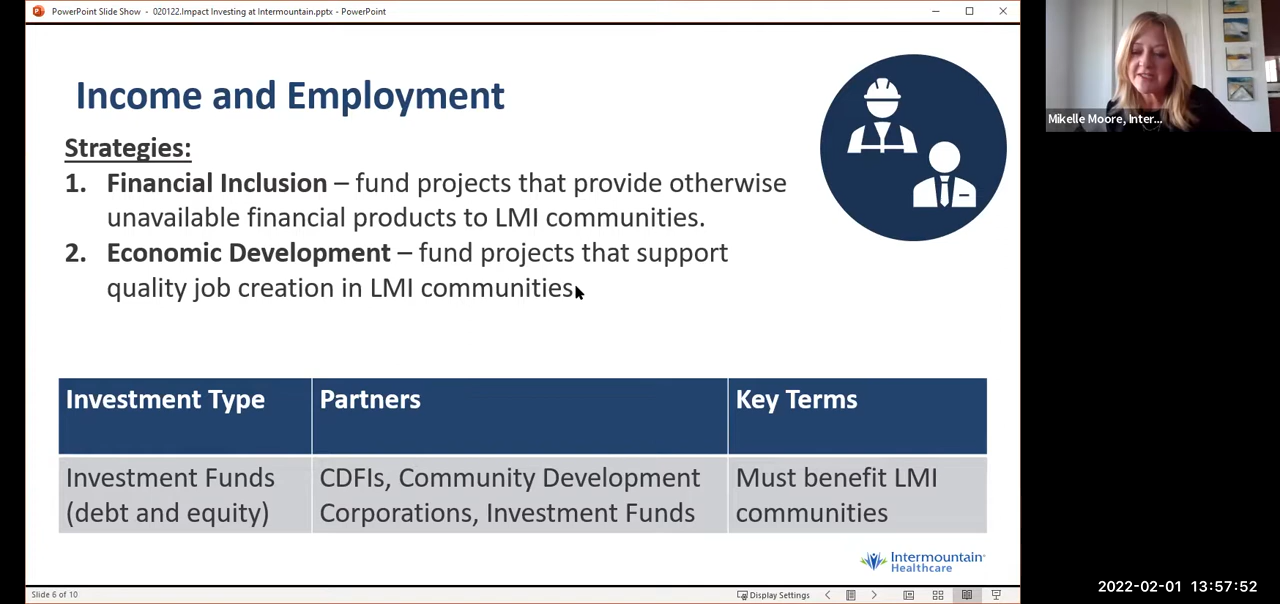 PowerPoint Slide Show - 020122.Impact Investing at Intermountain.pptx - PowerPoint
Income and Employment
Strategies:
1. Financial Inclusion – fund projects that provide otherwise
unavailable financial products to LMI communities.
2. Economic Development – fund projects that support
quality job creation in LMI communities
Investment Type Partners Key Terms
Investment Funds CDFIs, Community Development Must benefit LMI
(debt and equity) Corporations, Investment Funds communities
Intermountain
Healthcare
Slide 6 of 10
Display Settings
Mikelle Moore, Inter...
2022-02-01 13:57:52